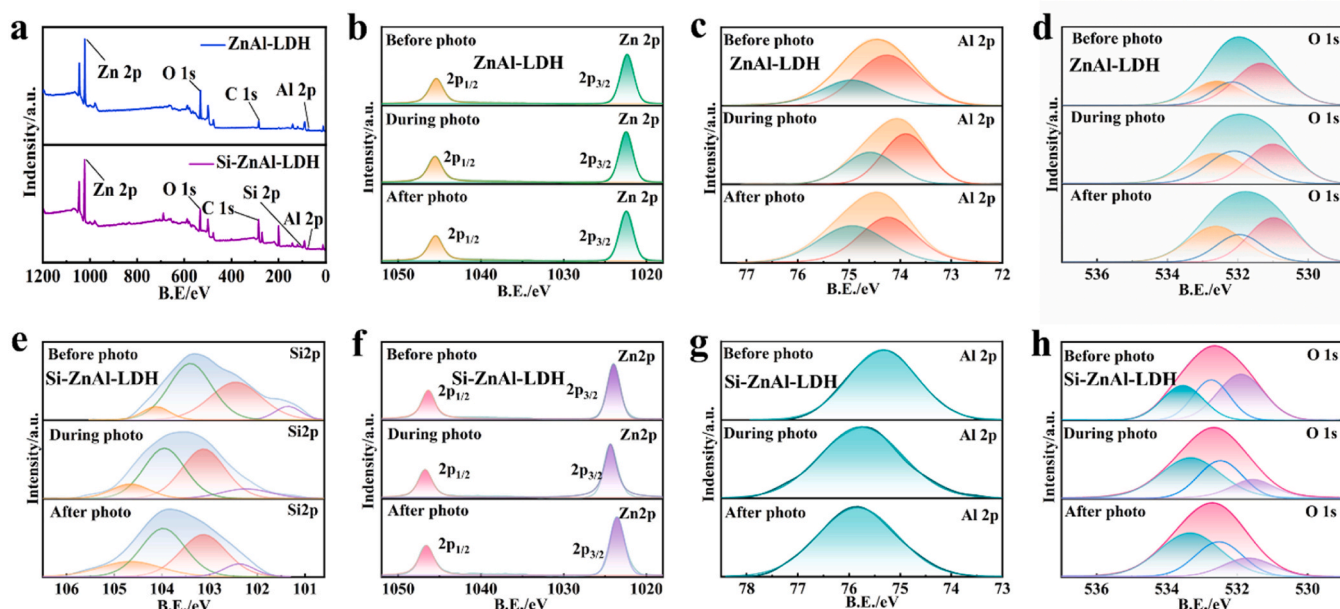 a
ZnAl-LDH
Zn 2p
O 1s
C 1s
Al 2p
Si-ZnAl-LDH
Zn 2p
O 1s
C 1s
Si 2p
Al 2p
Indensity/a.u.
1200 1000 800 600 400 200 0
B.E/eV
b
Before photo
ZnAl-LDH
Zn 2p
2p1/2
2p3/2
During photo
Zn 2p
2p1/2
2p3/2
After photo
Zn 2p
2p1/2
2p3/2
Intensity/a.u.
1050 1040 1030 1020
B.E./eV
c
Before photo
ZnAl-LDH
Al 2p
During photo
Al 2p
After photo
Al 2p
Intensity/a.u.
77 76 75 74 73 72
B.E./eV
d
Before photo
ZnAl-LDH
O 1s
During photo
O 1s
After photo
O 1s
Intensity/a.u.
536 534 532 530
B.E./eV
e
Before photo
Si-ZnAl-LDH
Si2p
During photo
Si2p
After photo
Si2p
Intensity/a.u.
106 105 104 103 102 101
B.E./eV
f
Before photo
Si-ZnAl-LDH
Zn2p
2p1/2
2p3/2
During photo
Zn2p
2p1/2
2p3/2
After photo
Zn2p
2p1/2
2p3/2
Indensity/a.u.
1050 1040 1030 1020
B.E./eV
g
Before photo
Si-ZnAl-LDH
Al 2p
During photo
Al 2p
After photo
Al 2p
Indensity/a.u.
78 77 76 75 74 73
B.E./eV
h
Before photo
Si-ZnAl-LDH
O 1s
During photo
O 1s
After photo
O 1s
Intensity/a.u.
536 534 532 530
B.E./eV